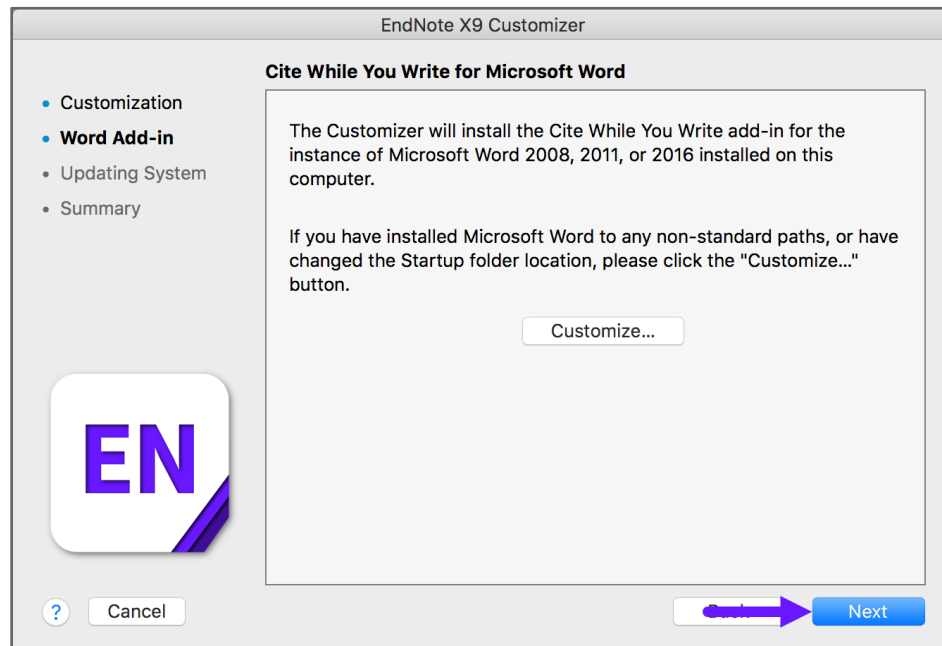 EndNote X9 Customizer
Cite While You Write for Microsoft Word
Customization
Word Add-in
Updating System
Summary
The Customizer will install the Cite While You Write add-in for the
instance of Microsoft Word 2008, 2011, or 2016 installed on this
computer.
If you have installed Microsoft Word to any non-standard paths, or have
changed the Startup folder location, please click the "Customize..."
button.
Customize...
EN
?
Cancel
Next